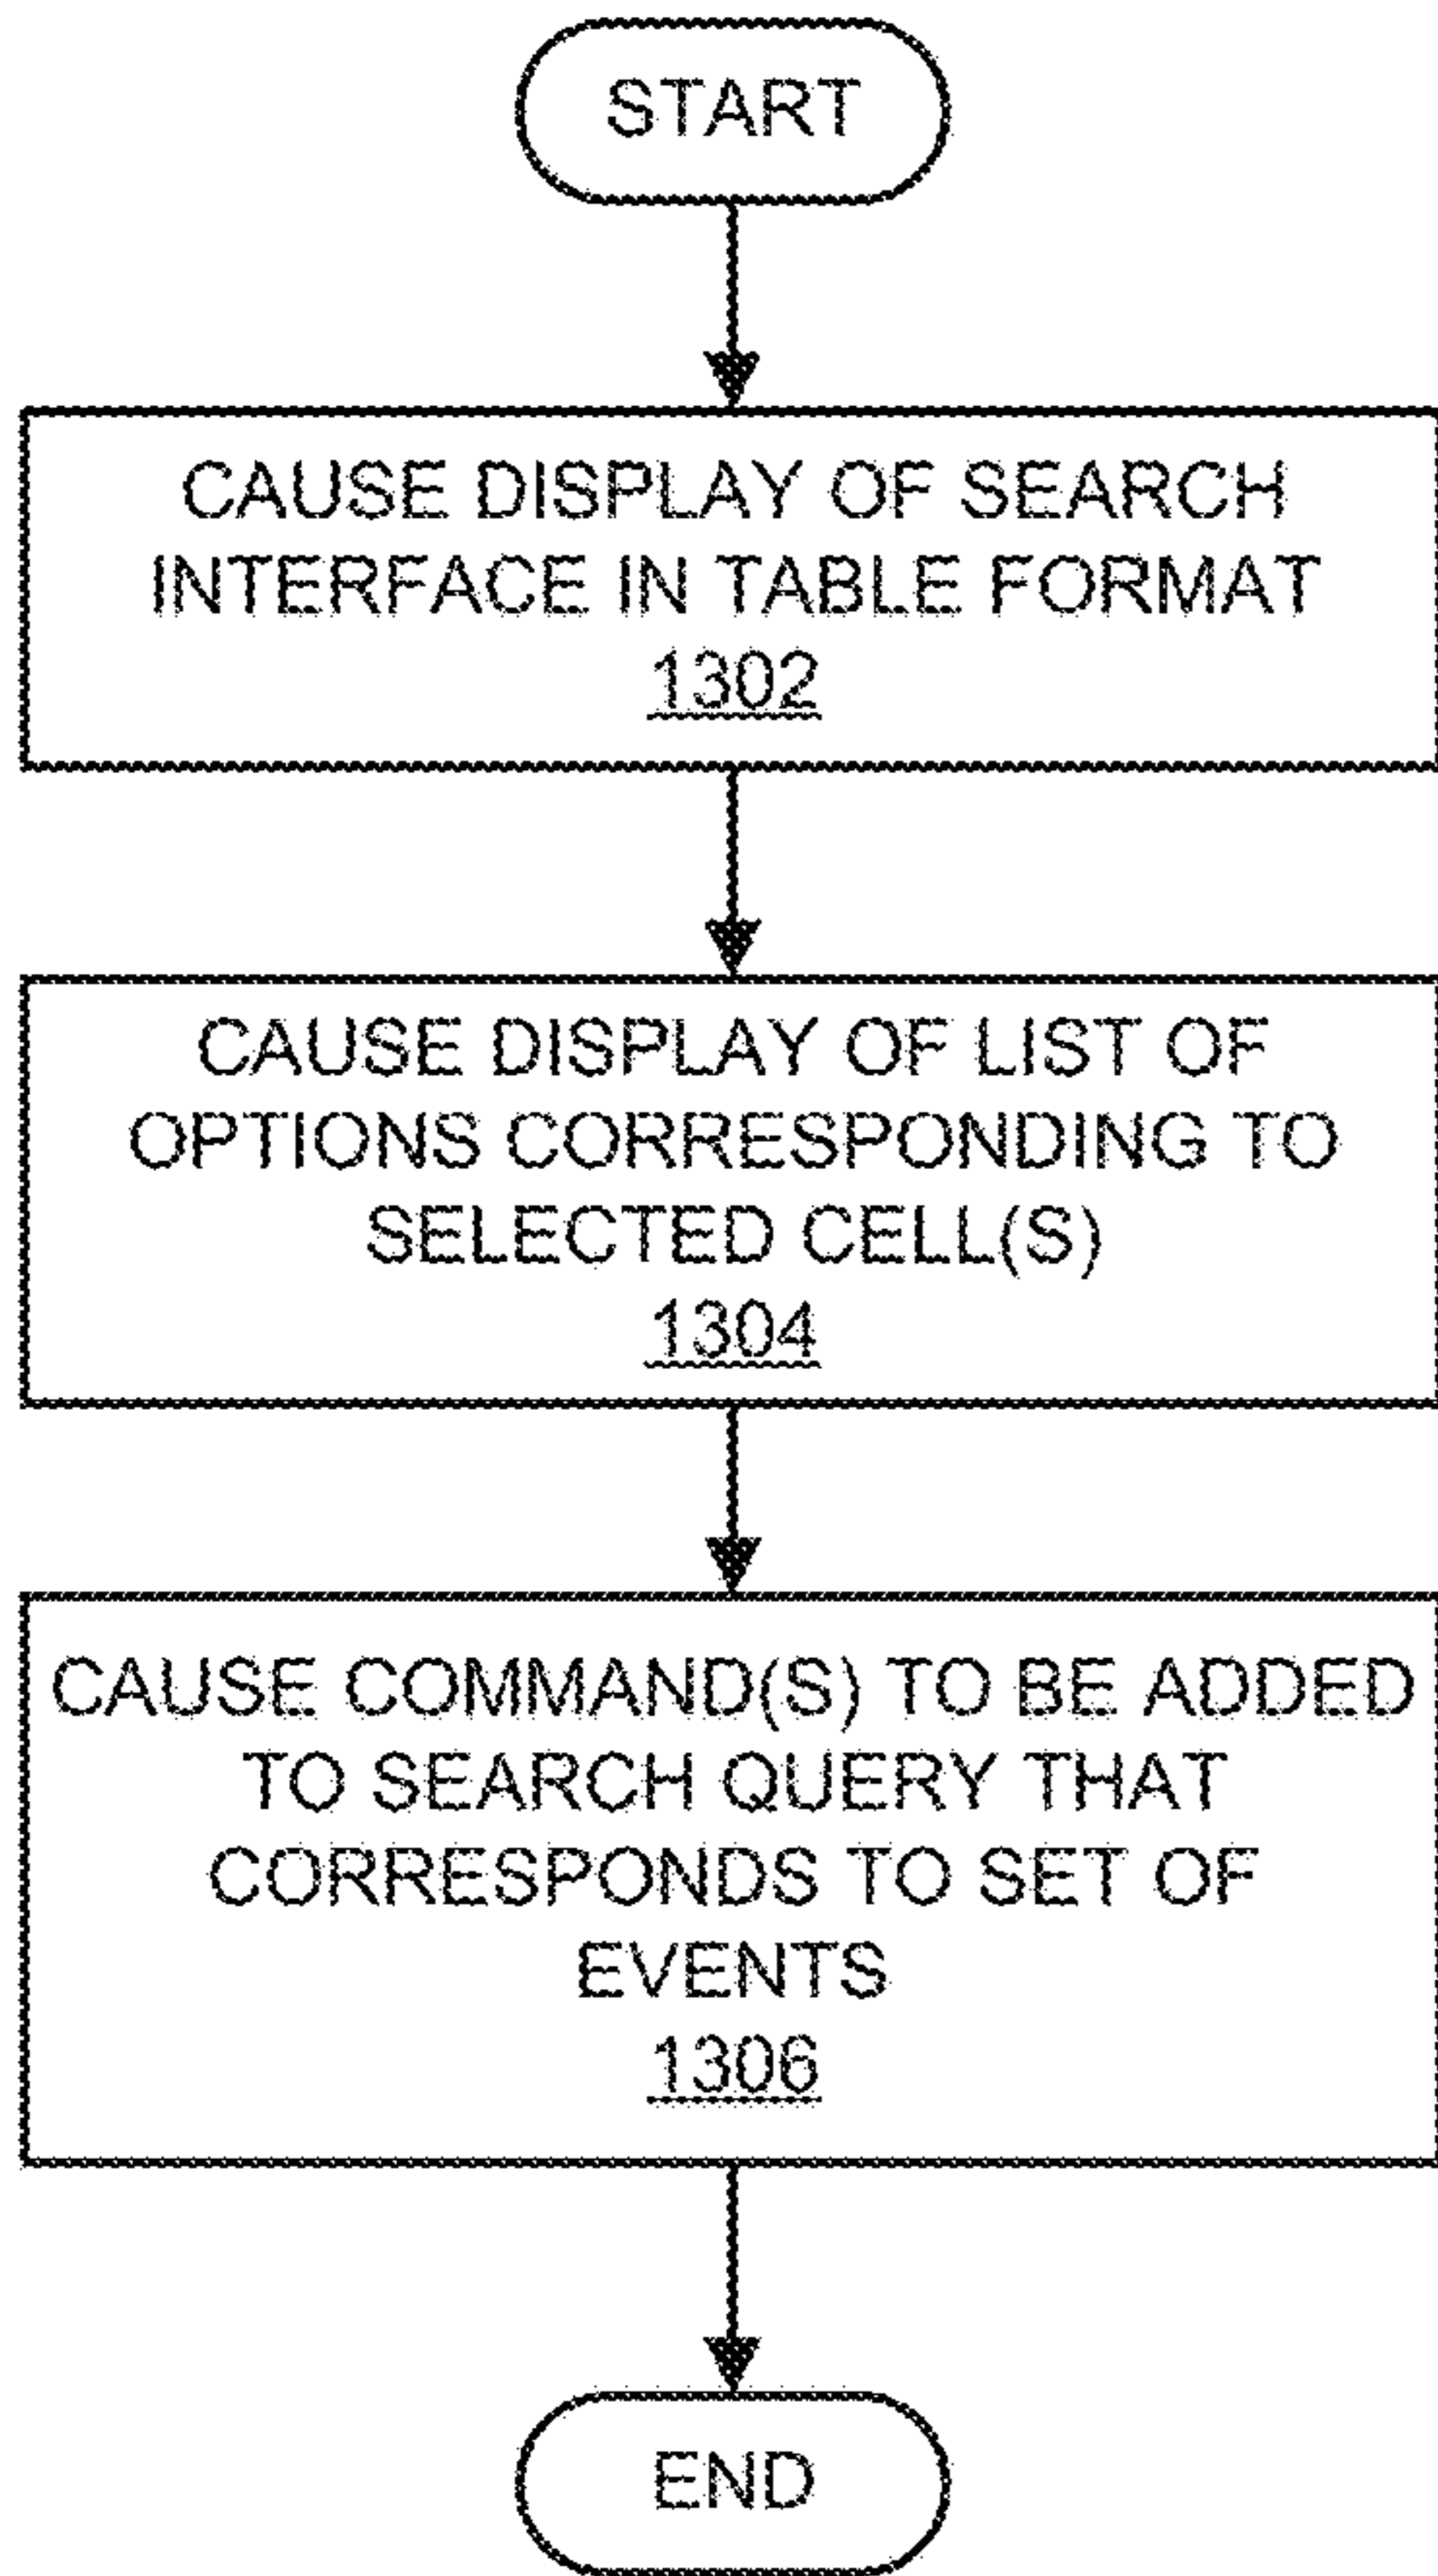 START
CAUSE DISPLAY OF SEARCH
INTERFACE IN TABLE FORMAT
1302
CAUSE DISPLAY OF LIST OF
OPTIONS CORRESPONDING TO
SELECTED CELL(S)
1304
CAUSE COMMAND(S) TO BE ADDED
TO SEARCH QUERY THAT
CORRESPONDS TO SET OF
EVENTS
1306
END